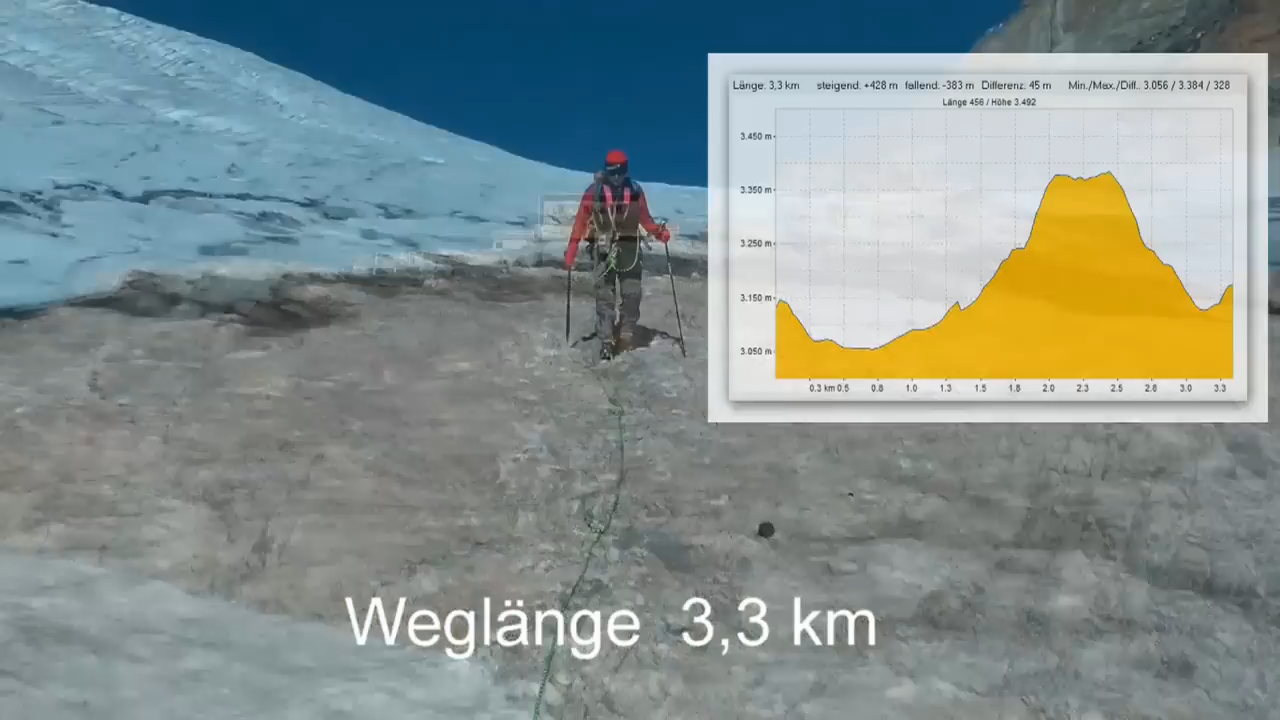 Länge: 3,3 km steigend: +428 m fallend: -383 m Differenz: 45 m Min./Max./Diff.: 3.056 / 3.384 / 328
Länge 456 / Höhe 3.492
3.450 m
3.350 m
3.250 m
3.150 m
3.050 m
0.3 km 0.5 0.8 1.0 1.3 1.5 1.8 2.0 2.3 2.5 2.8 3.0 3.3
Weglänge 3,3 km